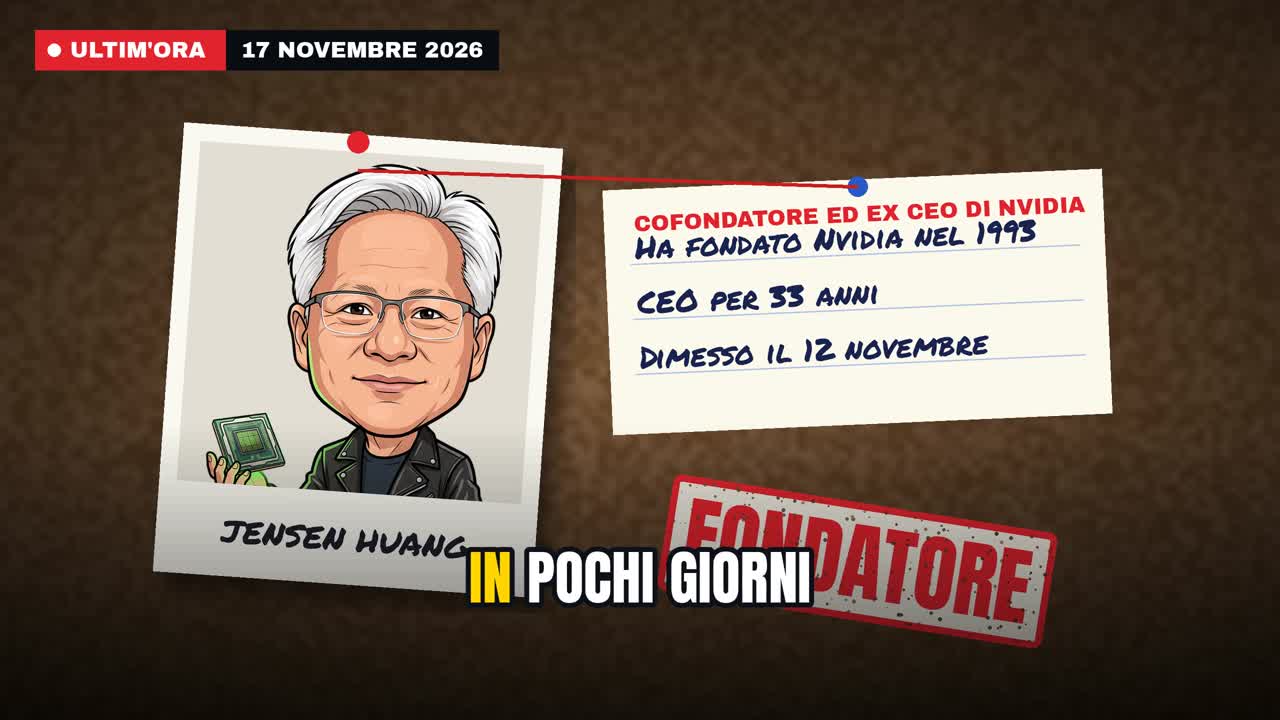 ULTIM'ORA 17 NOVEMBRE 2026
COFONDATORE ED EX CEO DI NVIDIA
HA FONDATO NVIDIA NEL 1993
CEO PER 33 ANNI
DIMESSO IL 12 NOVEMBRE
JENSEN HUANG
FONDATORE
IN POCHI GIORNI